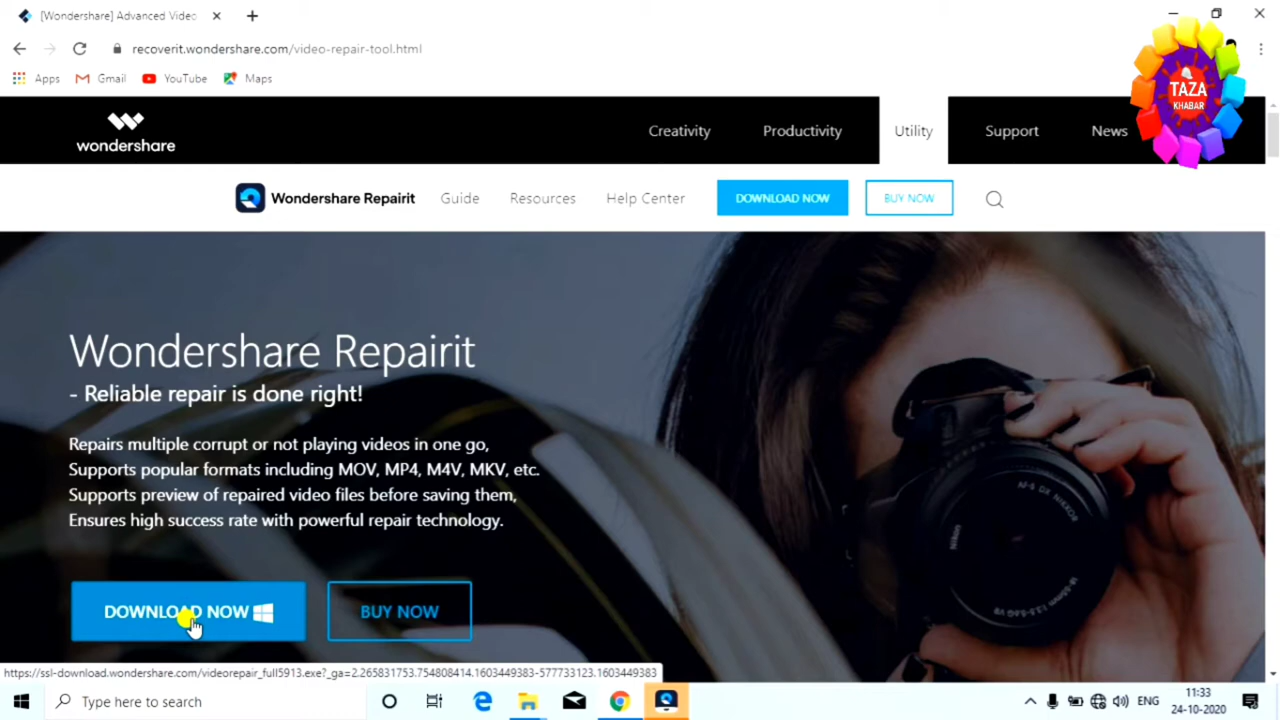 [Wondershare] Advanced Video
recoverit.wondershare.com/video-repair-tool.html
Apps Gmail YouTube Maps
TAZA
KHABAR
wondershare
Creativity Productivity Utility Support News
Wondershare Repairit Guide Resources Help Center DOWNLOAD NOW BUY NOW
Wondershare Repairit
- Reliable repair is done right!
Repairs multiple corrupt or not playing videos in one go,
Supports popular formats including MOV, MP4, M4V, MKV, etc.
Supports preview of repaired video files before saving them,
Ensures high success rate with powerful repair technology.
DOWNLOAD NOW BUY NOW
AF-S DX NIKKOR
Nikon
https://ssl-download.wondershare.com/videorepair_full5913.exe?_ga=2.265831753.754808414.1603449383-577733123.1603449383
Type here to search
ENG
11:33
24-10-2020